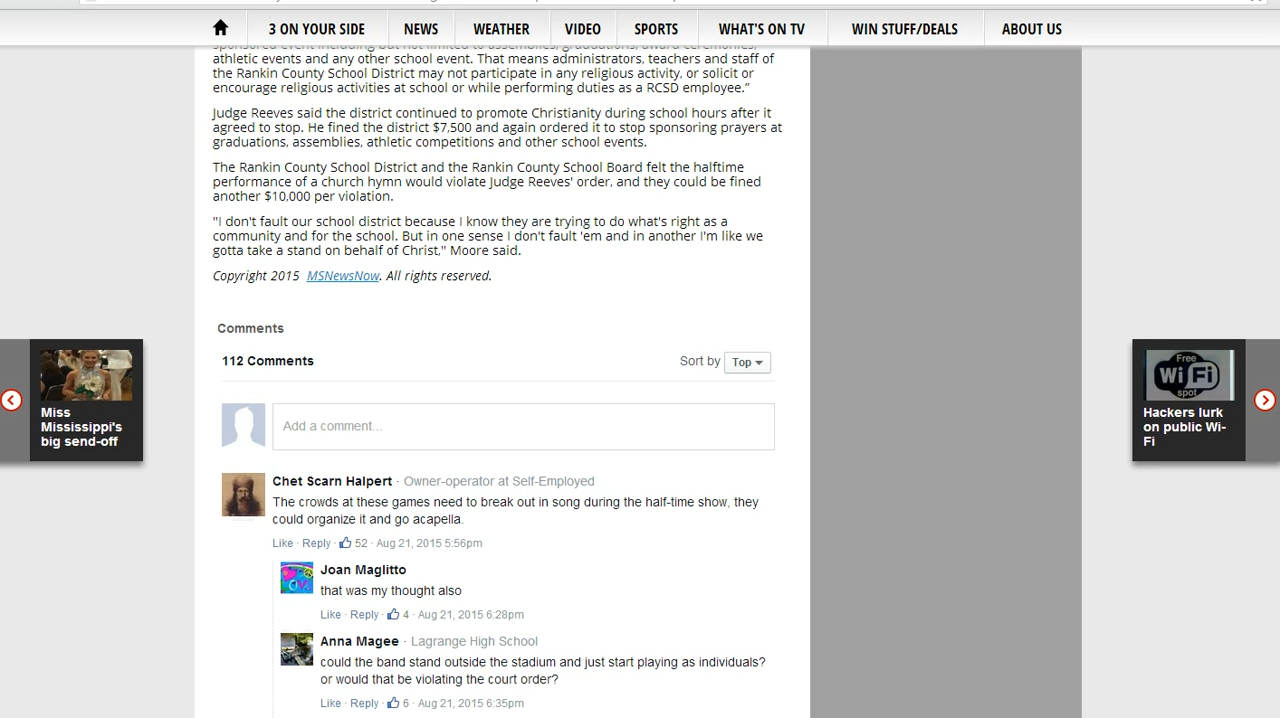 3 ON YOUR SIDE NEWS WEATHER VIDEO SPORTS WHAT'S ON TV WIN STUFF/DEALS ABOUT US
sponsored event including but not limited to assemblies, graduations, award ceremonies,
athletic events and any other school event. That means administrators, teachers and staff of
the Rankin County School District may not participate in any religious activity, or solicit or
encourage religious activities at school or while performing duties as a RCSD employee.”
Judge Reeves said the district continued to promote Christianity during school hours after it
agreed to stop. He fined the district $7,500 and again ordered it to stop sponsoring prayers at
graduations, assemblies, athletic competitions and other school events.
The Rankin County School District and the Rankin County School Board felt the halftime
performance of a church hymn would violate Judge Reeves' order, and they could be fined
another $10,000 per violation.
"I don't fault our school district because I know they are trying to do what's right as a
community and for the school. But in one sense I don't fault 'em and in another I'm like we
gotta take a stand on behalf of Christ," Moore said.
Copyright 2015 MSNewsNow. All rights reserved.
Comments
112 Comments Sort by Top
Add a comment...
Miss
Mississippi's
big send-off
Free
WiFi
spot
Hackers lurk
on public Wi-
Fi
Chet Scarn Halpert · Owner-operator at Self-Employed
The crowds at these games need to break out in song during the half-time show, they
could organize it and go acapella.
Like · Reply · 52 · Aug 21, 2015 5:56pm
Joan Maglitto
that was my thought also
Like · Reply · 4 · Aug 21, 2015 6:28pm
Anna Magee · Lagrange High School
could the band stand outside the stadium and just start playing as individuals?
or would that be violating the court order?
Like · Reply · 6 · Aug 21, 2015 6:35pm